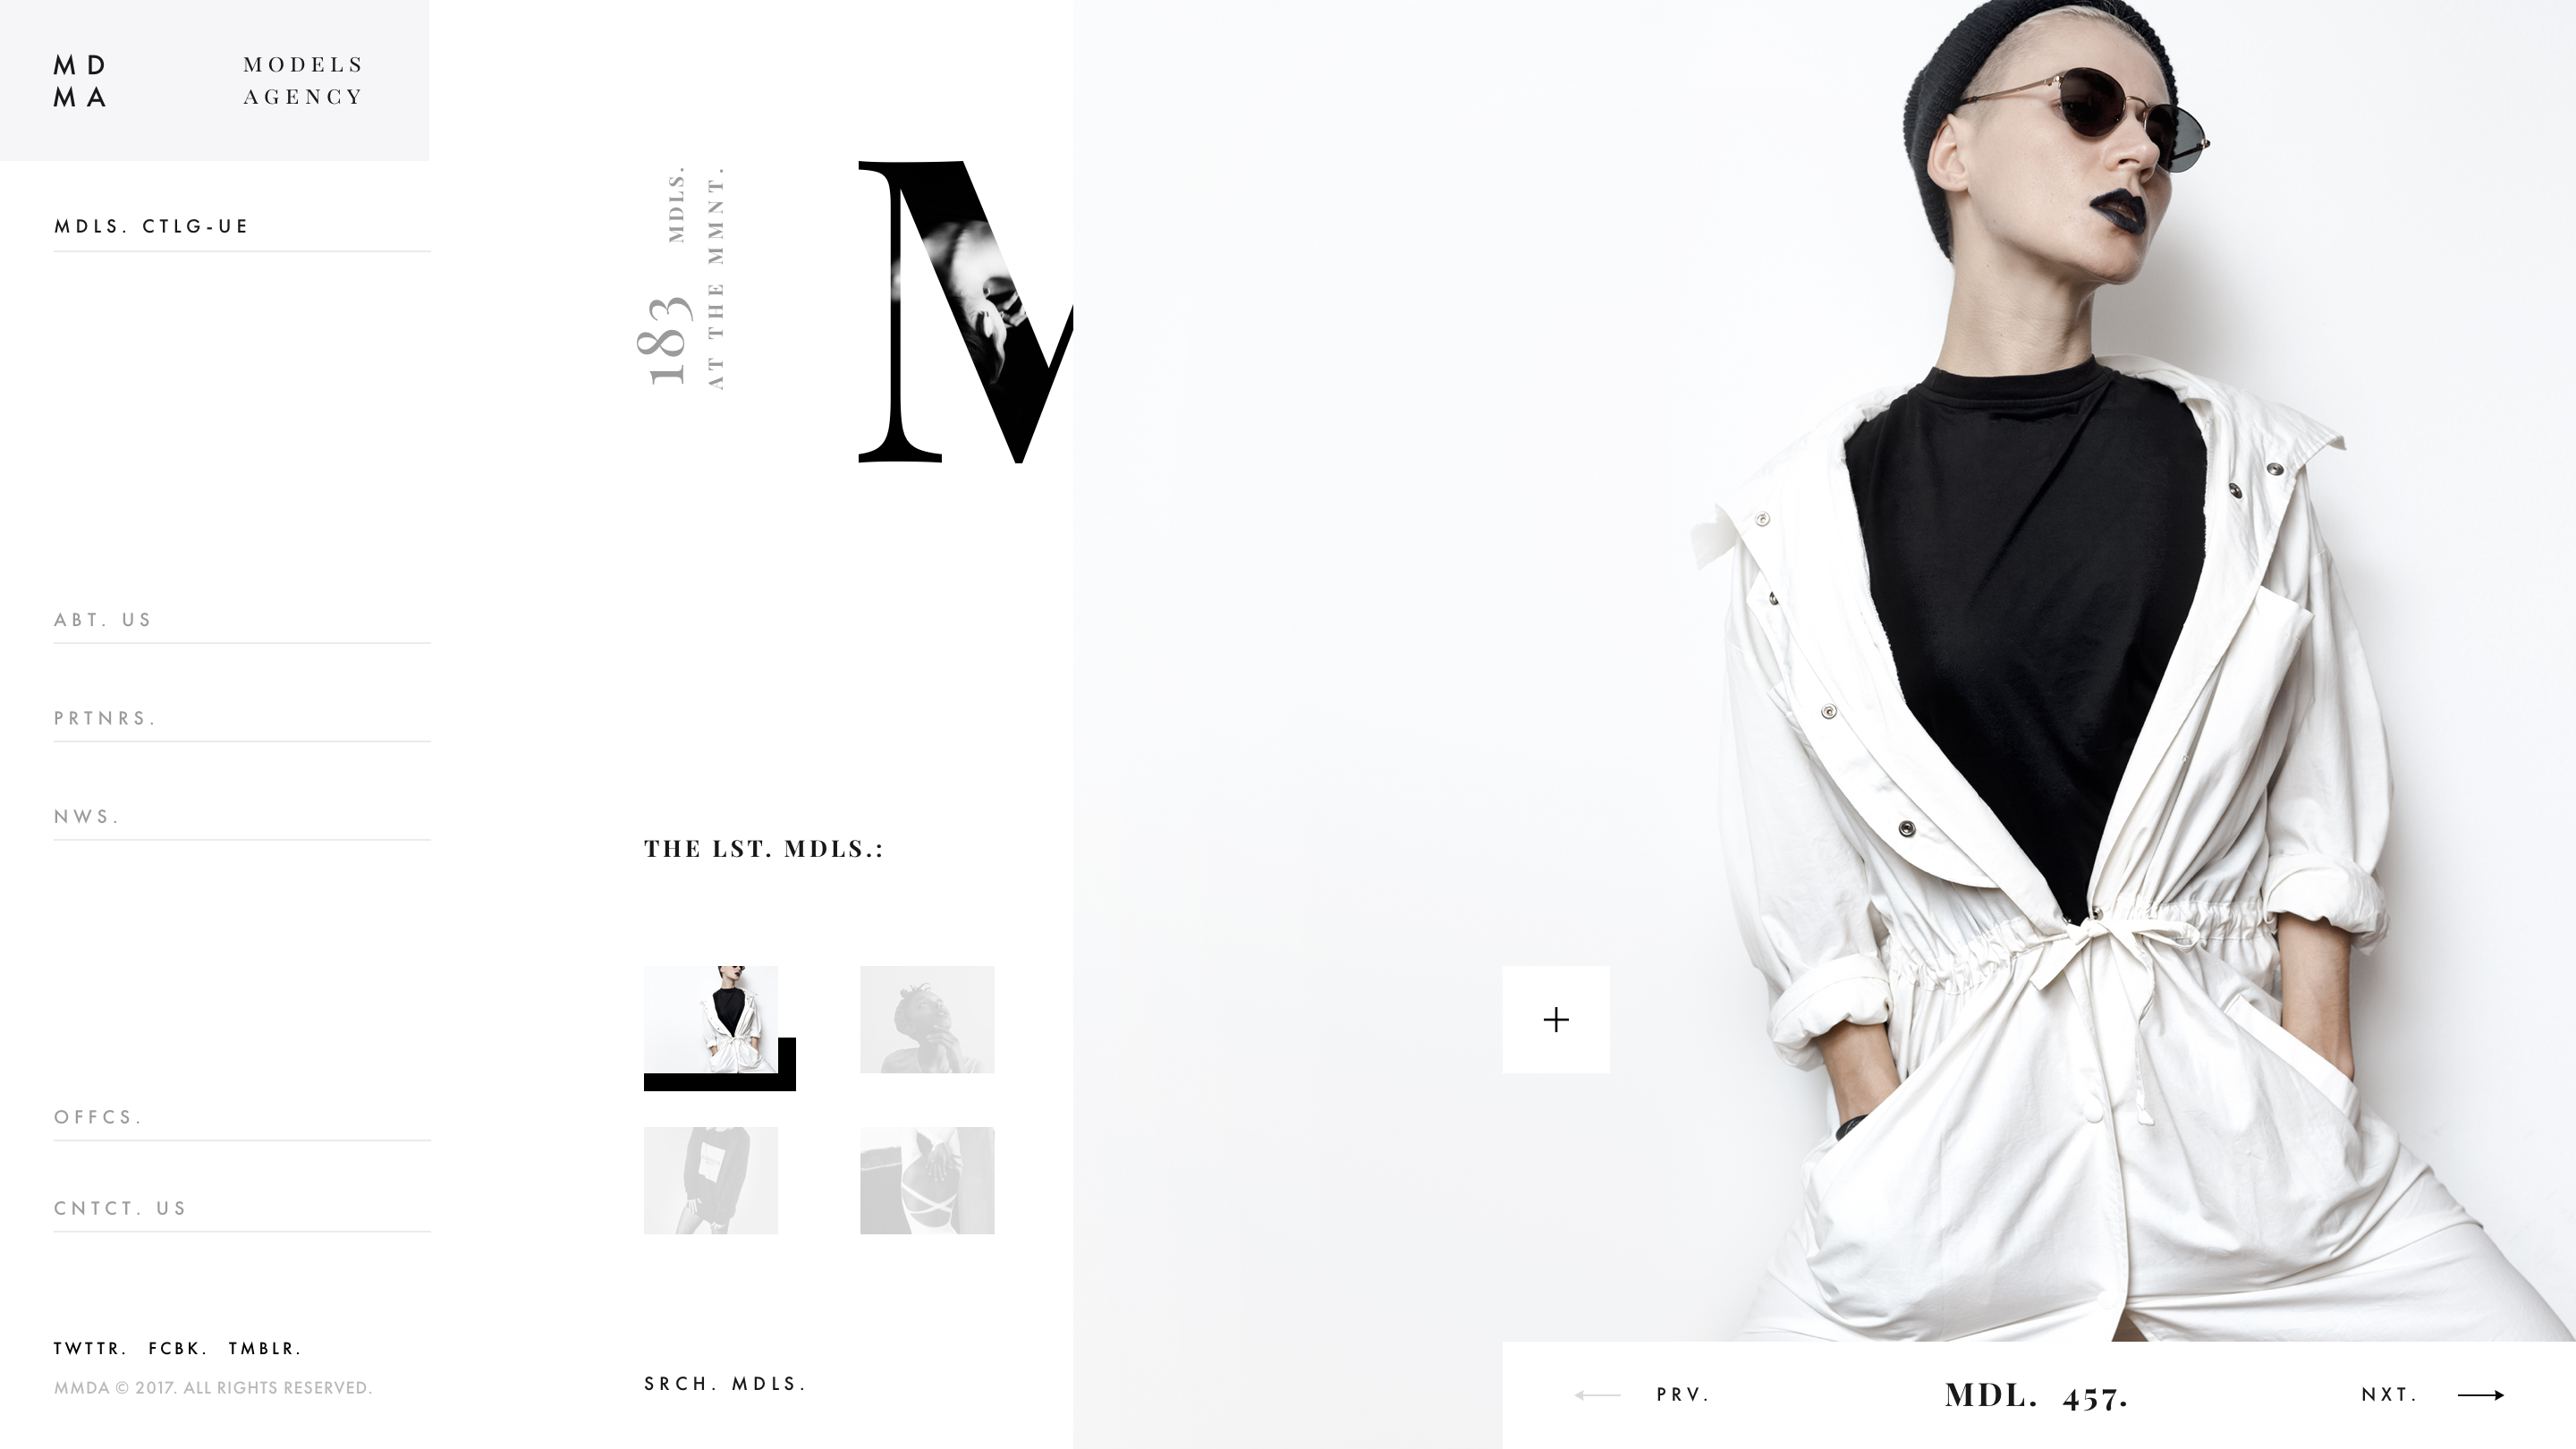 MD
MA
MODELS
AGENCY
MDLS. CTLG-UE
ABT. US
PRTNRS.
NWS.
OFFCS.
CNTCT. US
TWTTR. FCBK. TMBLR.
MMDA © 2017. ALL RIGHTS RESERVED.
183 MDLS.
AT THE MMNT.
M
THE LST. MDLS.:
SRCH. MDLS.
PRV.
MDL. 457.
NXT.